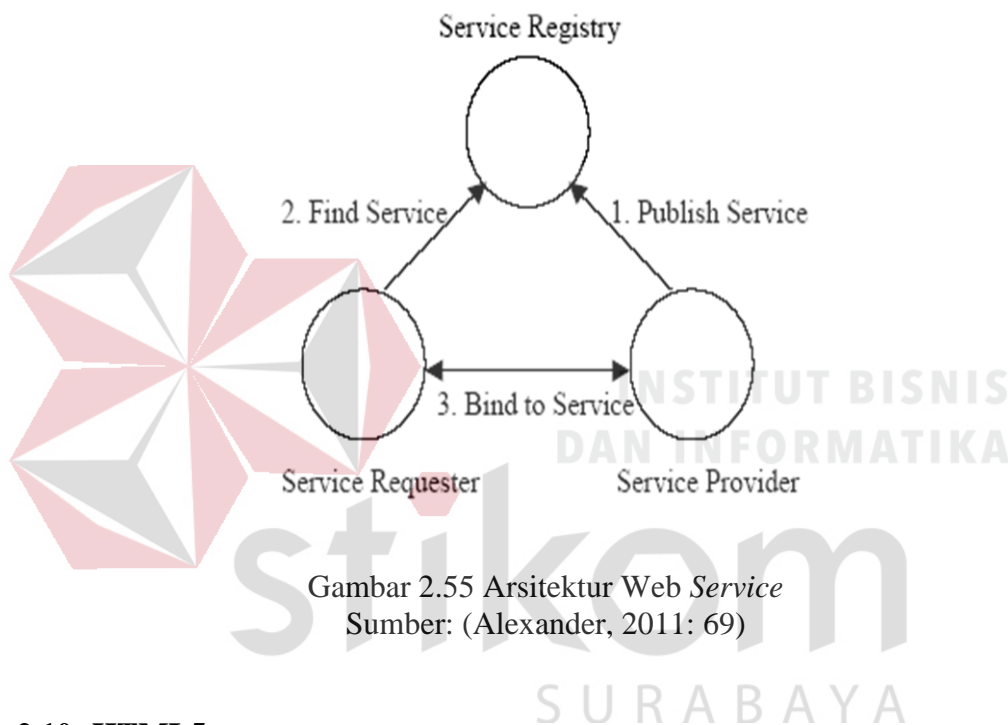 Service Registry
2. Find Service
1. Publish Service
3. Bind to Service
INSTITUT BISNIS
DAN INFORMATIKA
Service Requester
Service Provider
stikom
Gambar 2.55 Arsitektur Web Service
Sumber: (Alexander, 2011: 69)
SURABAYA